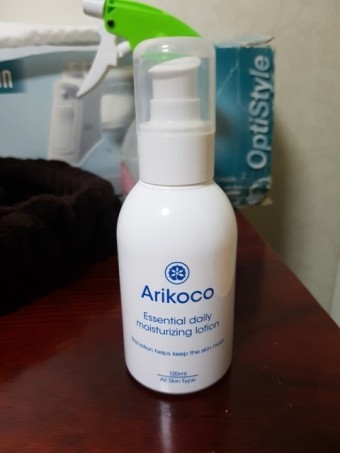 OptiStyle
Arikoco
Essential daily
moisturizing lotion
The lotion helps keep the skin moist
120ml
All Skin Type